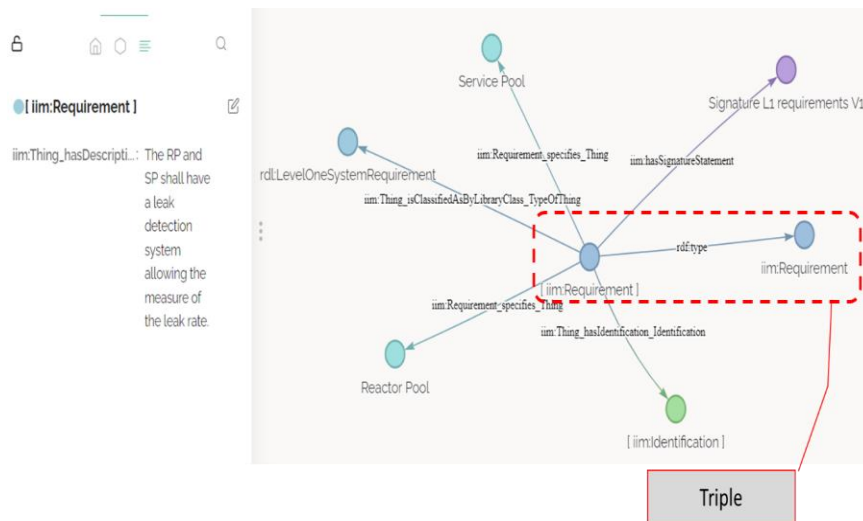 [ iim:Requirement ]
iim:Thing_hasDescripti...: The RP and
SP shall have
a leak
detection
system
allowing the
measure of
the leak rate.
Service Pool
Signature L1 requirements V1
iim:Requirement_specifies_Thing
iim:hasSignatureStatement
rdl:LevelOneSystemRequirement
iim:Thing_isClassifiedAsByLibraryClass_TypeOfThing
rdf:type
iim:Requirement
[ iim:Requirement ]
iim:Requirement_specifies_Thing
iim:Thing_hasIdentification_Identification
Reactor Pool
[ iim:Identification ]
Triple